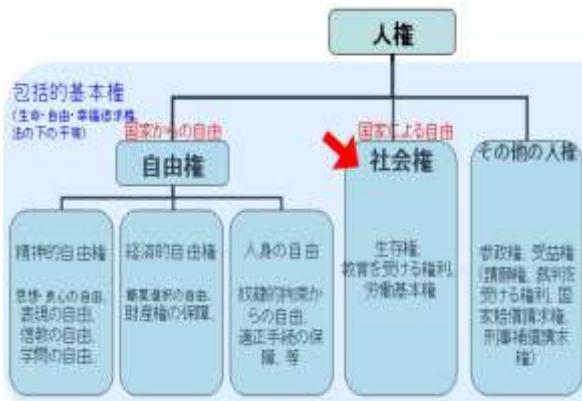 人権
包括的基本権
(生命・自由・幸福追求権,
法の下の平等)
国家からの自由
自由権
国家による自由
社会権
その他の人権
精神的自由権
思想・良心の自由,
表現の自由,
信教の自由,
学問の自由,
経済的自由権
職業選択の自由,
財産権の保障,
人身の自由
奴隷的拘束か
らの自由,
適正手続の保
障, 等
生存権,
教育を受ける権利,
労働基本権
参政権, 受益権
(請願権, 裁判を
受ける権利, 国
家賠償請求権,
刑事補償請求
権)